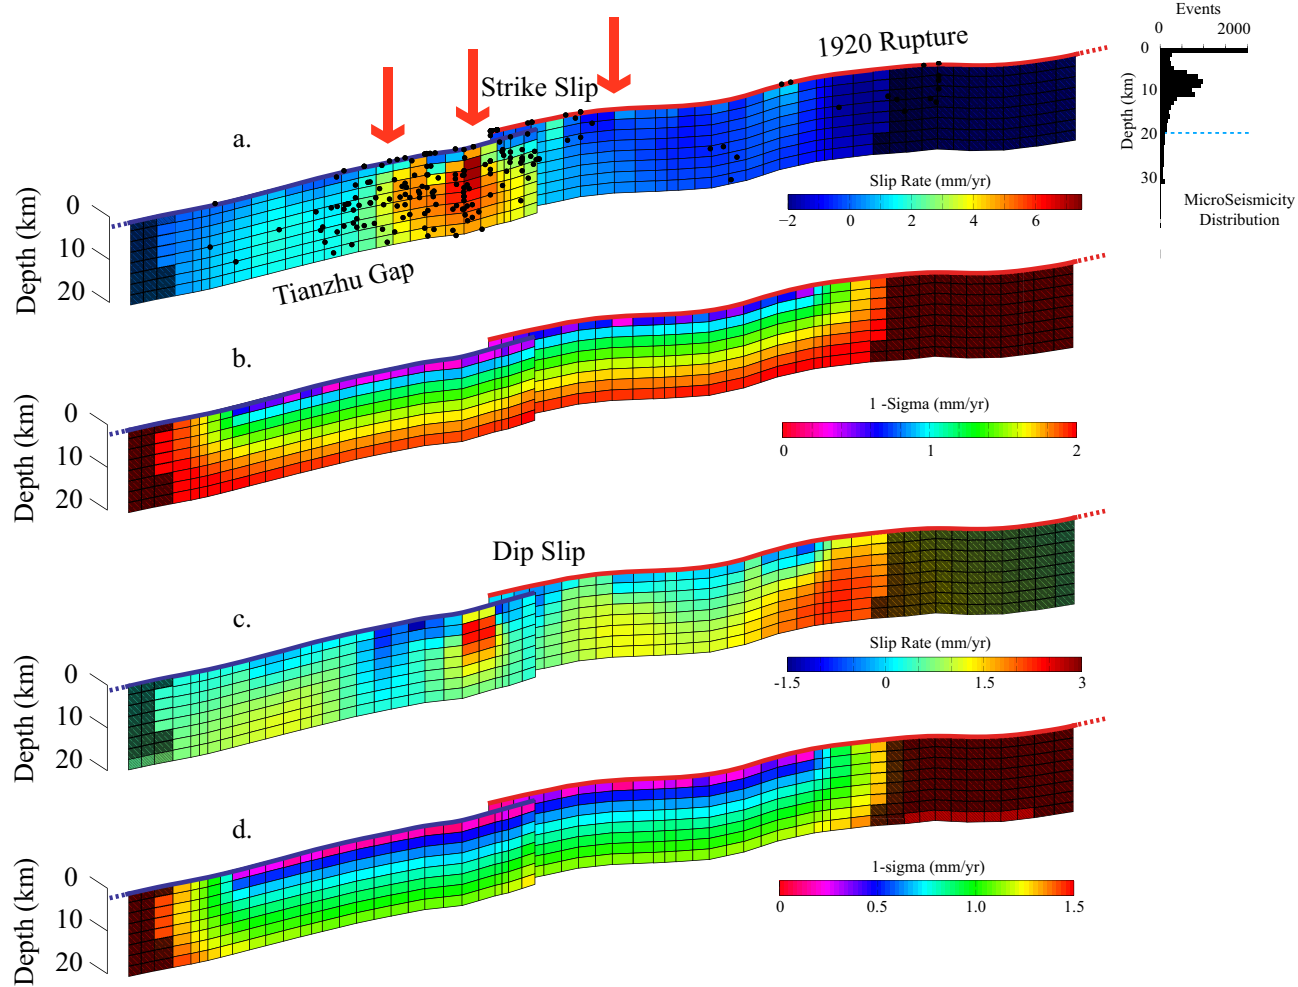 Events
0 2000
1920 Rupture
Strike Slip
a.
0
10
20
30
Depth (km)
MicroSeismicity
Distribution
Slip Rate (mm/yr)
−2 0 2 4 6
0
10
20
Depth (km)
Tianzhu Gap
b.
1 -Sigma (mm/yr)
0 1 2
0
10
20
Depth (km)
Dip Slip
c.
Slip Rate (mm/yr)
-1.5 0 1.5 3
0
10
20
Depth (km)
d.
1-sigma (mm/yr)
0 0.5 1.0 1.5
0
10
20
Depth (km)